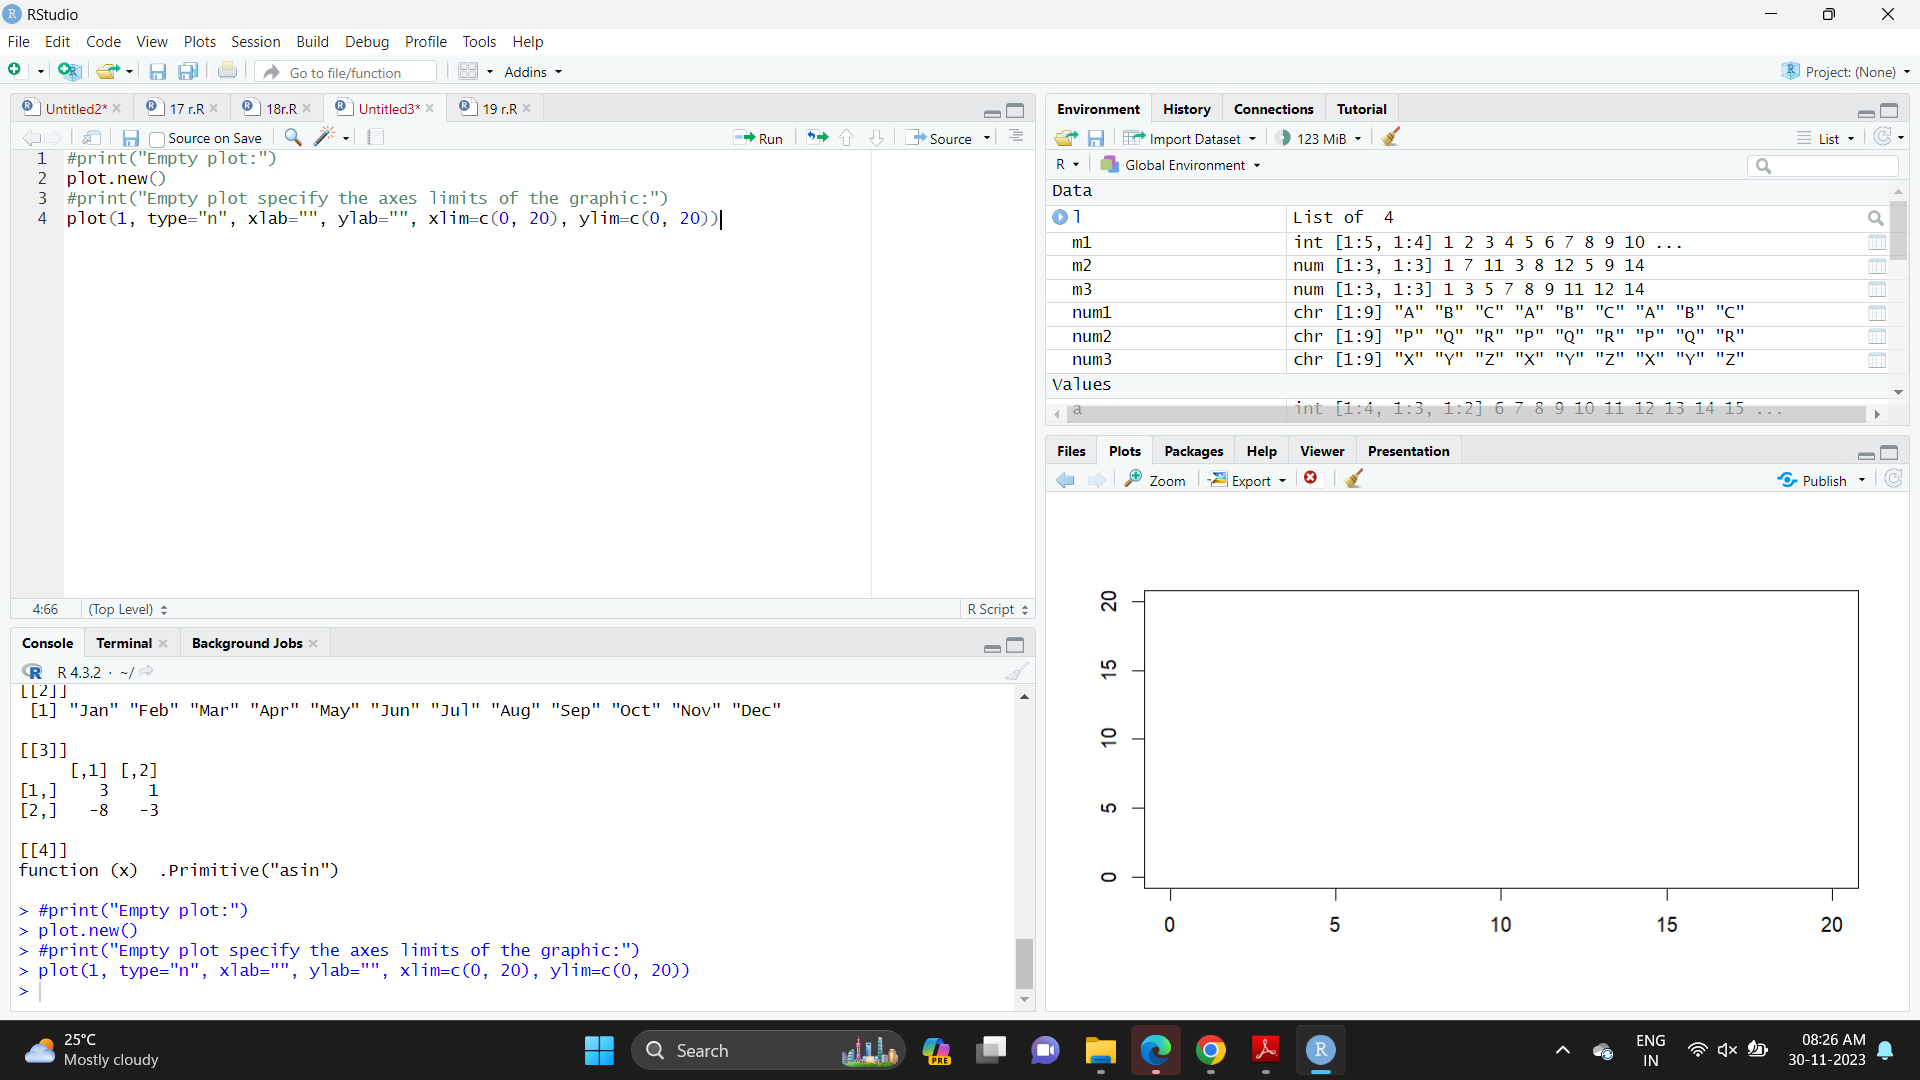 RStudio
File Edit Code View Plots Session Build Debug Profile Tools Help
Go to file/function Addins Project: (None)
Untitled2* 17 r.R 18r.R Untitled3* 19 r.R
Source on Save Run Source
1 #print("Empty plot:")
2 plot.new()
3 #print("Empty plot specify the axes limits of the graphic:")
4 plot(1, type="n", xlab="", ylab="", xlim=c(0, 20), ylim=c(0, 20))
4:66 (Top Level) R Script
Console Terminal Background Jobs
R 4.3.2 · ~/
[[2]]
[1] "Jan" "Feb" "Mar" "Apr" "May" "Jun" "Jul" "Aug" "Sep" "Oct" "Nov" "Dec"
[[3]]
[,1] [,2]
[1,] 3 1
[2,] -8 -3
[[4]]
function (x) .Primitive("asin")
> #print("Empty plot:")
> plot.new()
> #print("Empty plot specify the axes limits of the graphic:")
> plot(1, type="n", xlab="", ylab="", xlim=c(0, 20), ylim=c(0, 20))
>
Environment History Connections Tutorial
Import Dataset 123 MiB List
R Global Environment
Data
l List of 4
m1 int [1:5, 1:4] 1 2 3 4 5 6 7 8 9 10 ...
m2 num [1:3, 1:3] 1 7 11 3 8 12 5 9 14
m3 num [1:3, 1:3] 1 3 5 7 8 9 11 12 14
num1 chr [1:9] "A" "B" "C" "A" "B" "C" "A" "B" "C"
num2 chr [1:9] "P" "Q" "R" "P" "Q" "R" "P" "Q" "R"
num3 chr [1:9] "X" "Y" "Z" "X" "Y" "Z" "X" "Y" "Z"
Values
a int [1:4, 1:3, 1:2] 6 7 8 9 10 11 12 13 14 15 ...
Files Plots Packages Help Viewer Presentation
Zoom Export Publish
20
15
10
5
0
0 5 10 15 20
25°C
Mostly cloudy
Search
PRE
ENG
IN
08:26 AM
30-11-2023